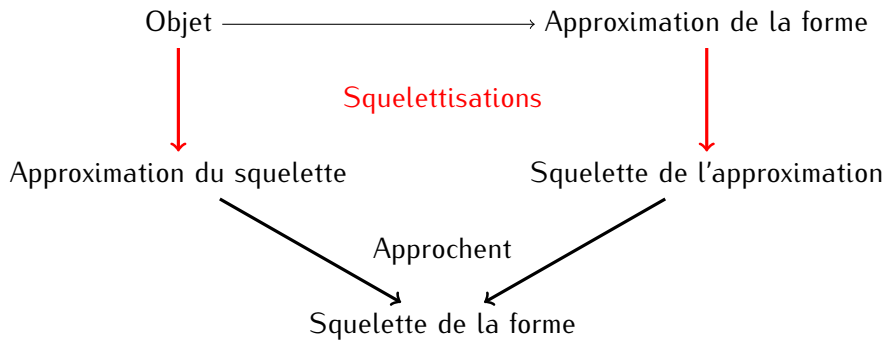 Objet
Approximation de la forme
Squelettisations
Approximation du squelette
Squelette de l'approximation
Approchent
Squelette de la forme